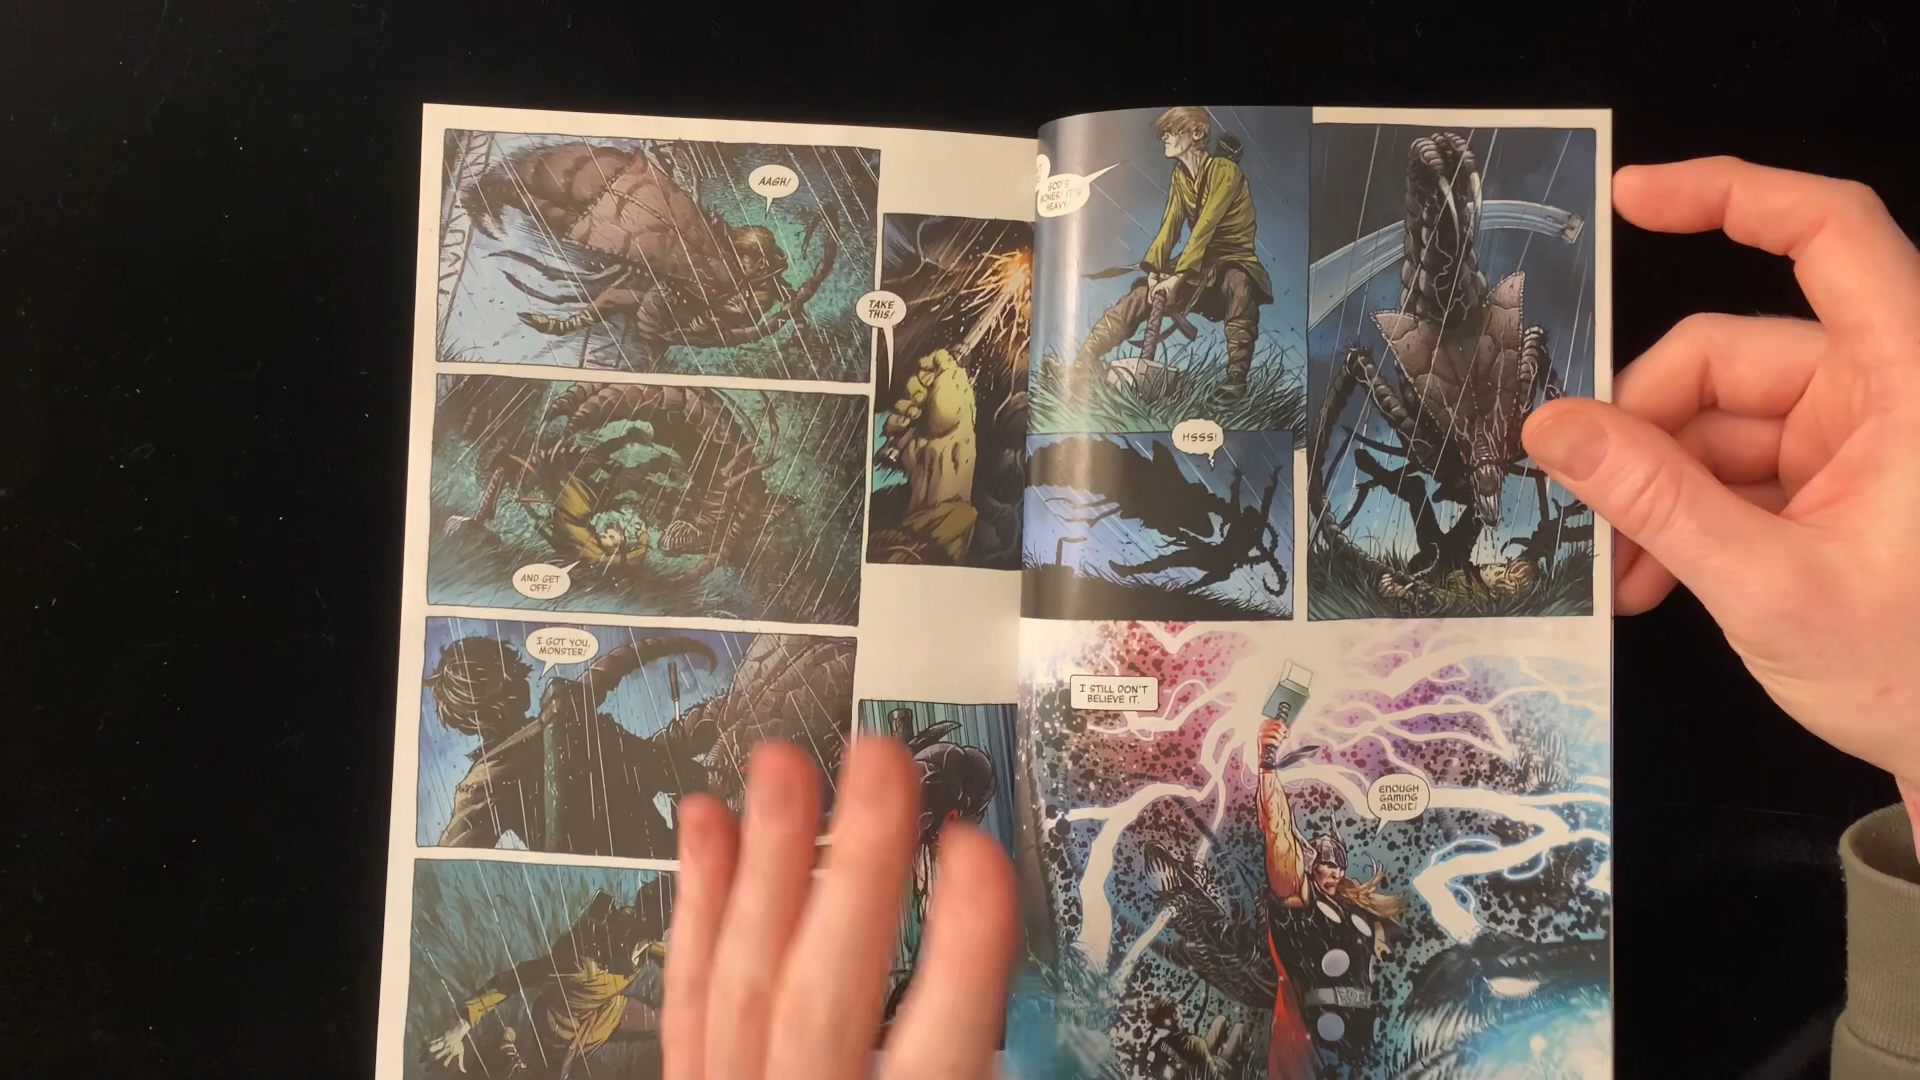 AAGH!
TAKE
THIS!
AND GET
OFF!
I GOT YOU,
MONSTER!
GOD'S
BONES! IT'S
HEAVY!
HSSS!
I STILL DON'T
BELIEVE IT.
ENOUGH
GAMING
ABOUT!